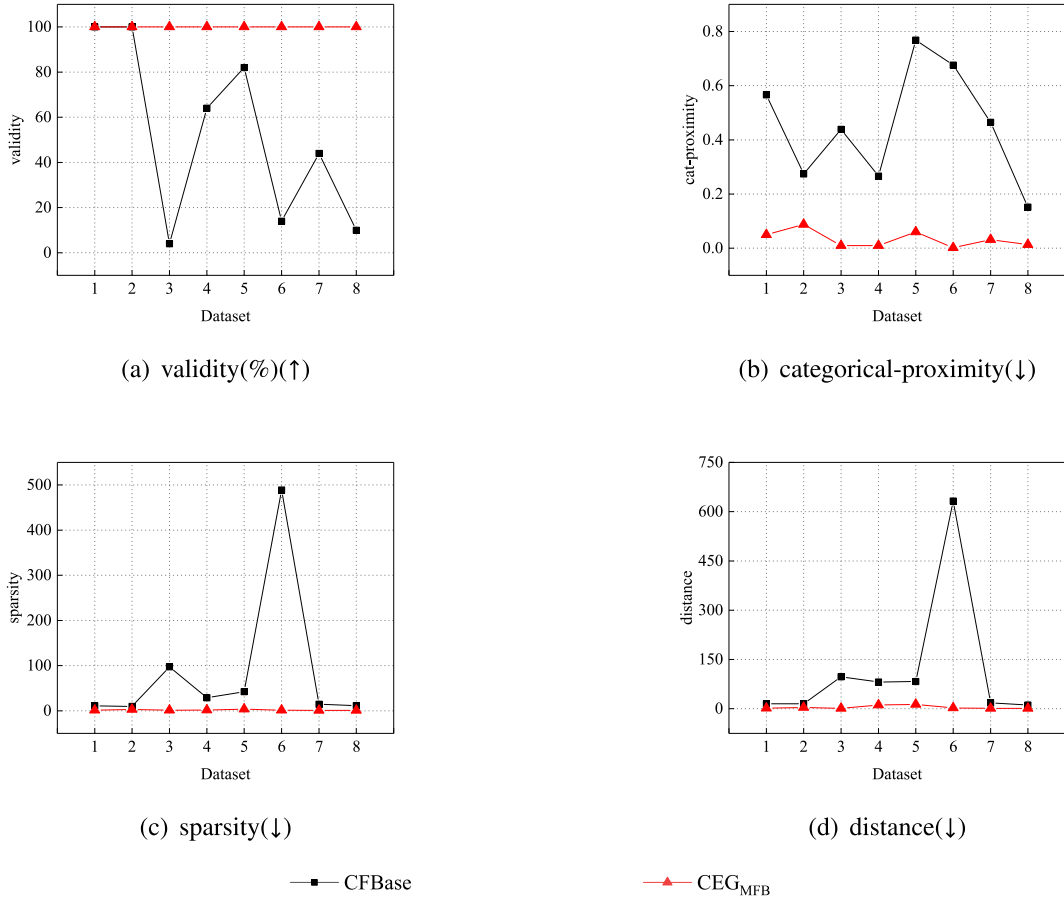 100
80
60
40
20
0
validity
1 2 3 4 5 6 7 8
Dataset
(a) validity(%)(↑)
0.8
0.6
0.4
0.2
0.0
cat-proximity
1 2 3 4 5 6 7 8
Dataset
(b) categorical-proximity(↓)
500
400
300
200
100
0
sparsity
1 2 3 4 5 6 7 8
Dataset
(c) sparsity(↓)
750
600
450
300
150
0
distance
1 2 3 4 5 6 7 8
Dataset
(d) distance(↓)
CFBase
CEG_MFB